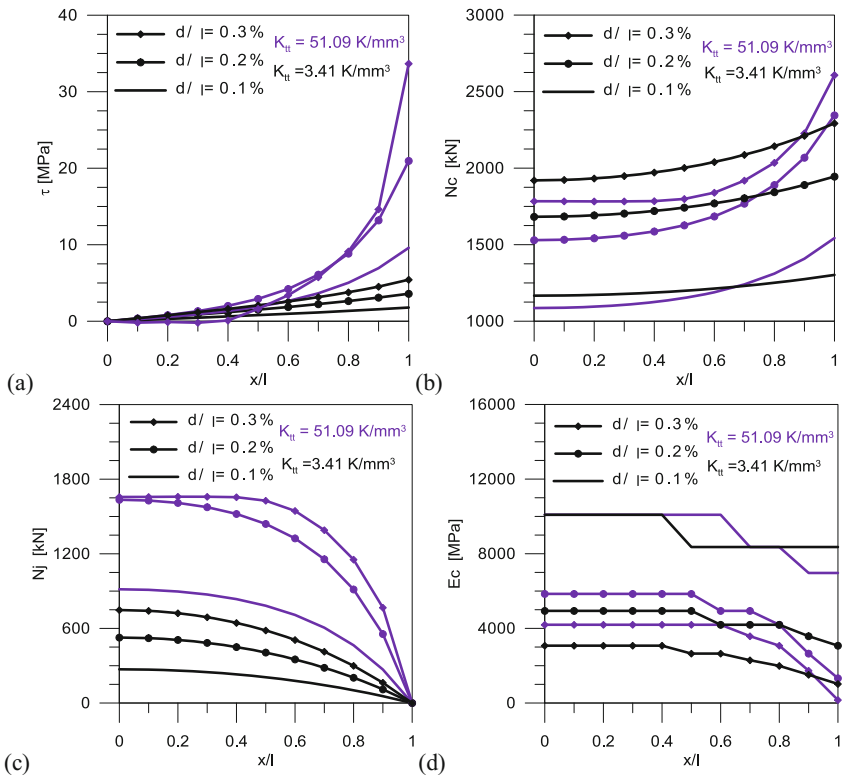 40
30
20
10
0
τ [MPa]
d/ l= 0.3%
d/ l= 0.2%
d/ l= 0.1%
Ktt = 51.09 K/mm³
Ktt =3.41 K/mm³
0 0.2 0.4 0.6 0.8 1
x/l
(a)
3000
2500
2000
1500
1000
Nc [kN]
d/ l= 0.3%
d/ l= 0.2%
d/ l= 0.1%
Ktt = 51.09 K/mm³
Ktt =3.41 K/mm³
0 0.2 0.4 0.6 0.8 1
x/l
(b)
2400
1800
1200
600
0
Nj [kN]
d/ l= 0.3%
d/ l= 0.2%
d/ l= 0.1%
Ktt = 51.09 K/mm³
Ktt =3.41 K/mm³
0 0.2 0.4 0.6 0.8 1
x/l
(c)
16000
12000
8000
4000
0
Ec [MPa]
d/ l= 0.3%
d/ l= 0.2%
d/ l= 0.1%
Ktt = 51.09 K/mm³
Ktt =3.41 K/mm³
0 0.2 0.4 0.6 0.8 1
x/l
(d)